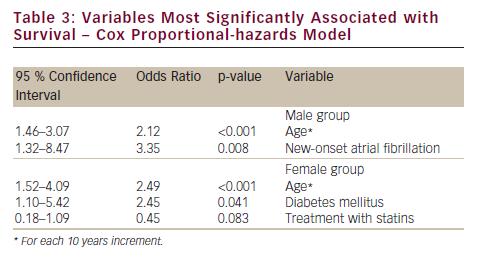 Table 3: Variables Most Significantly Associated with
Survival – Cox Proportional-hazards Model
95 % Confidence Odds Ratio p-value Variable
Interval
Male group
1.46–3.07 2.12 <0.001 Age*
1.32–8.47 3.35 0.008 New-onset atrial fibrillation
Female group
1.52–4.09 2.49 <0.001 Age*
1.10–5.42 2.45 0.041 Diabetes mellitus
0.18–1.09 0.45 0.083 Treatment with statins
* For each 10 years increment.